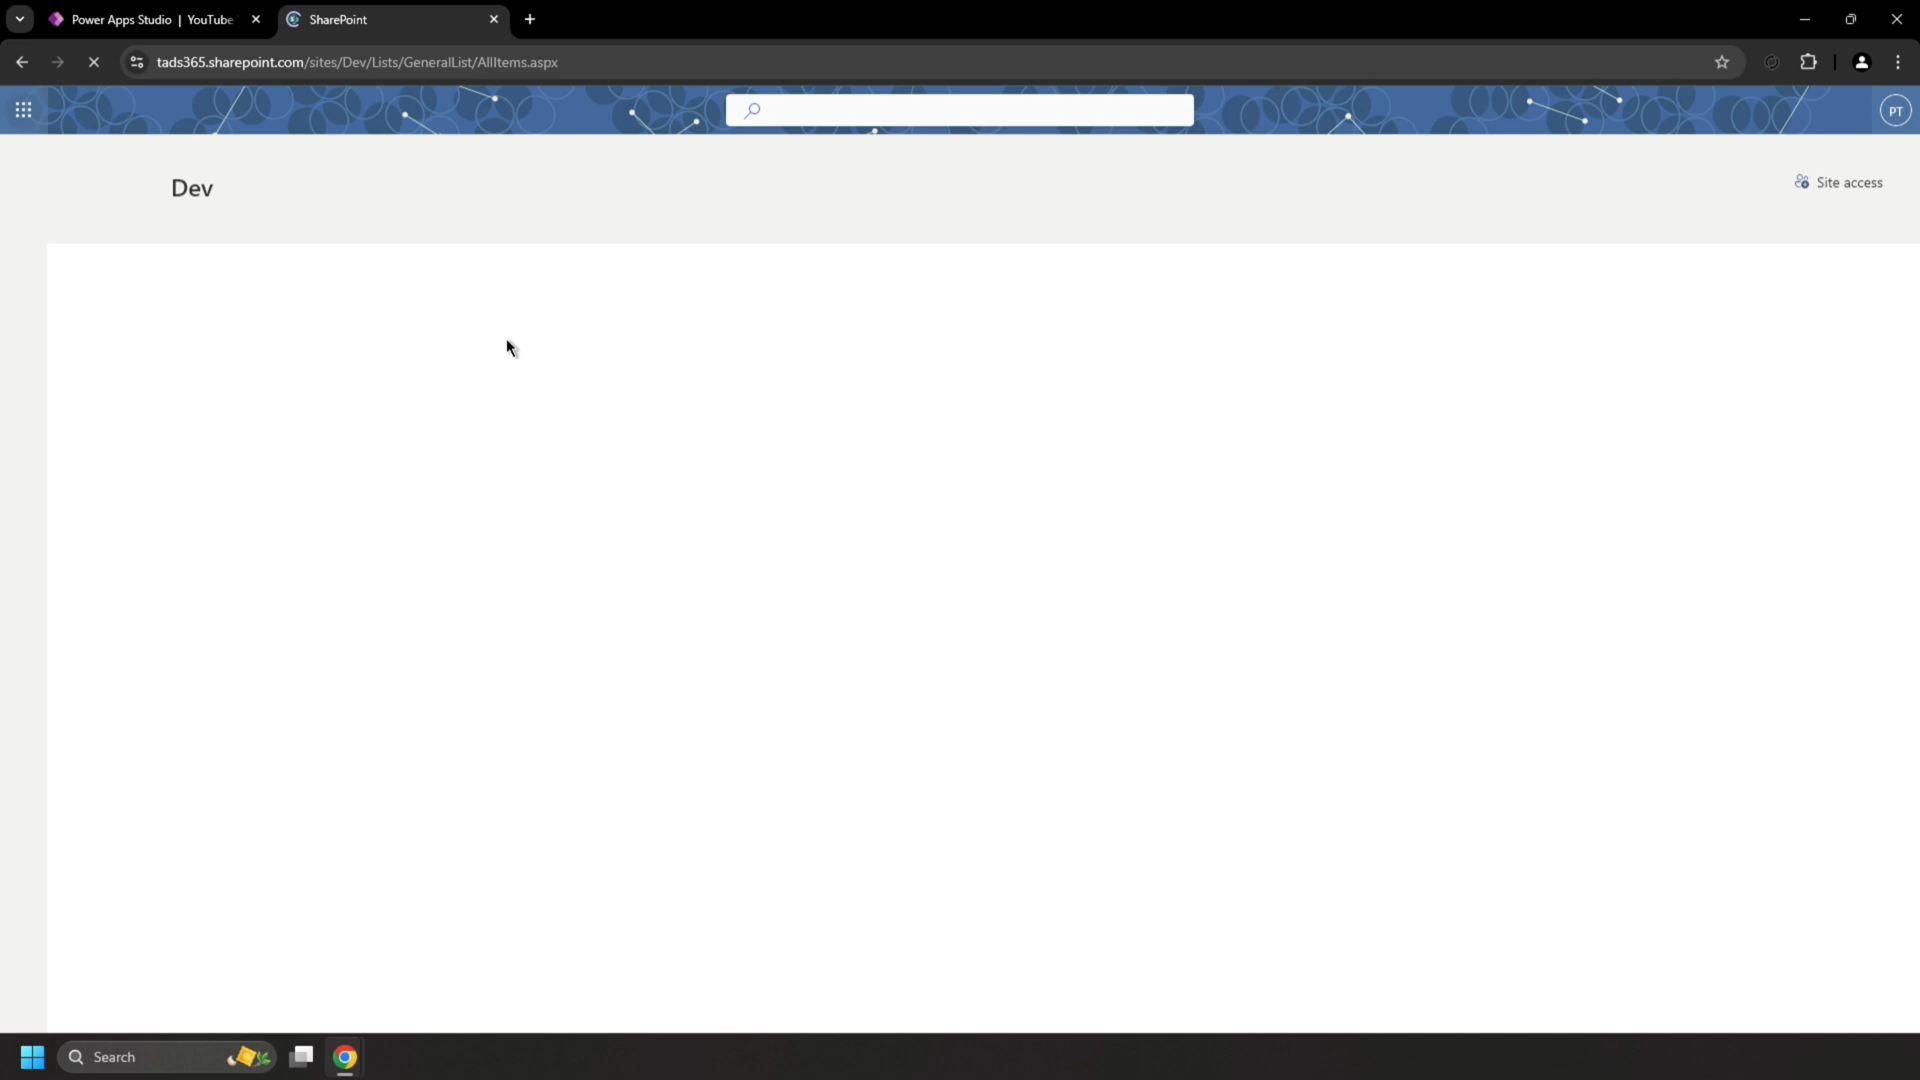 Power Apps Studio | YouTube
SharePoint
tads365.sharepoint.com/sites/Dev/Lists/GeneralList/AllItems.aspx
PT
Dev
Site access
Search